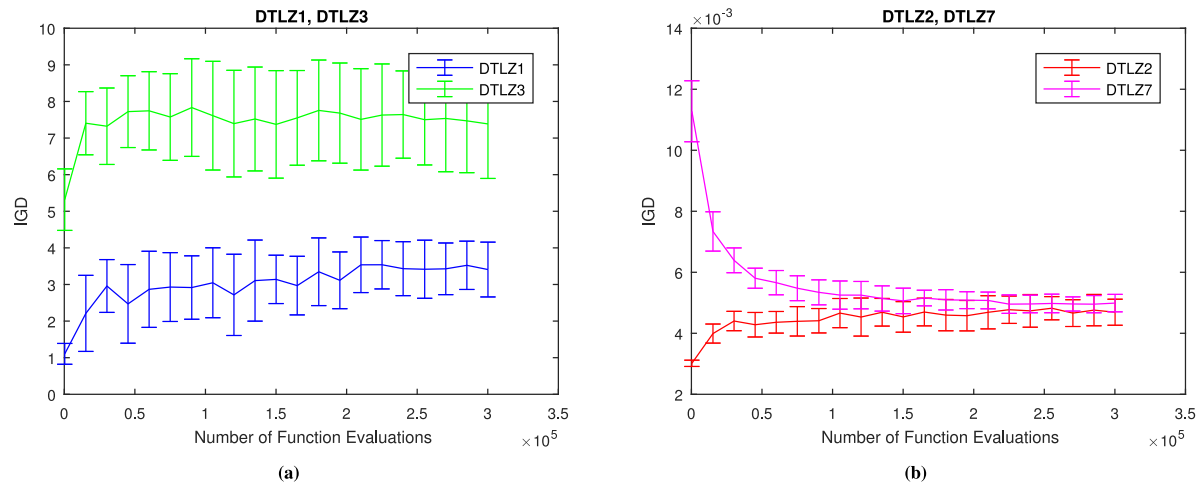 DTLZ1, DTLZ3
10
9
8
7
6
5
4
3
2
1
0
IGD
DTLZ1
DTLZ3
0 0.5 1 1.5 2 2.5 3 3.5
Number of Function Evaluations
×10^5
(a)
DTLZ2, DTLZ7
×10^-3
14
12
10
8
6
4
2
IGD
DTLZ2
DTLZ7
0 0.5 1 1.5 2 2.5 3 3.5
Number of Function Evaluations
×10^5
(b)